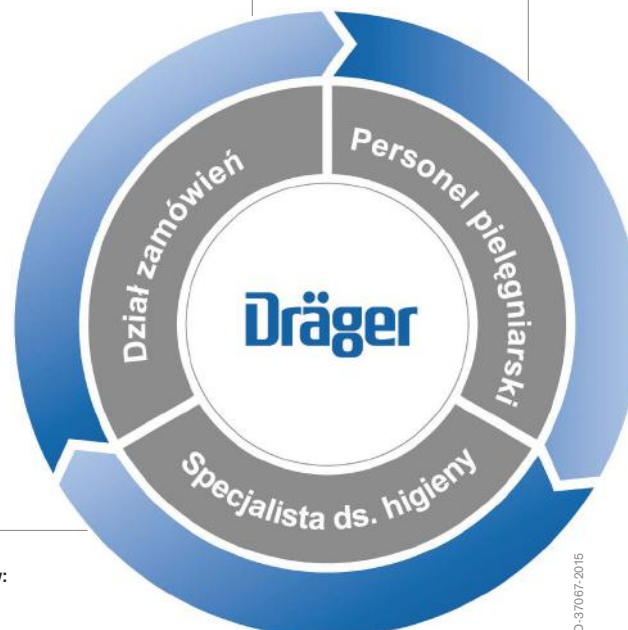 Dział zamówień
Personel pielęgniarski
Dräger
Specjalista ds. higieny
D-37067-2015